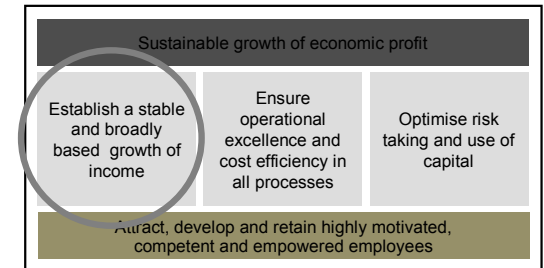 Sustainable growth of economic profit
Establish a stable
and broadly
based growth of
income
Ensure
operational
excellence and
cost efficiency in
all processes
Optimise risk
taking and use of
capital
Attract, develop and retain highly motivated,
competent and empowered employees